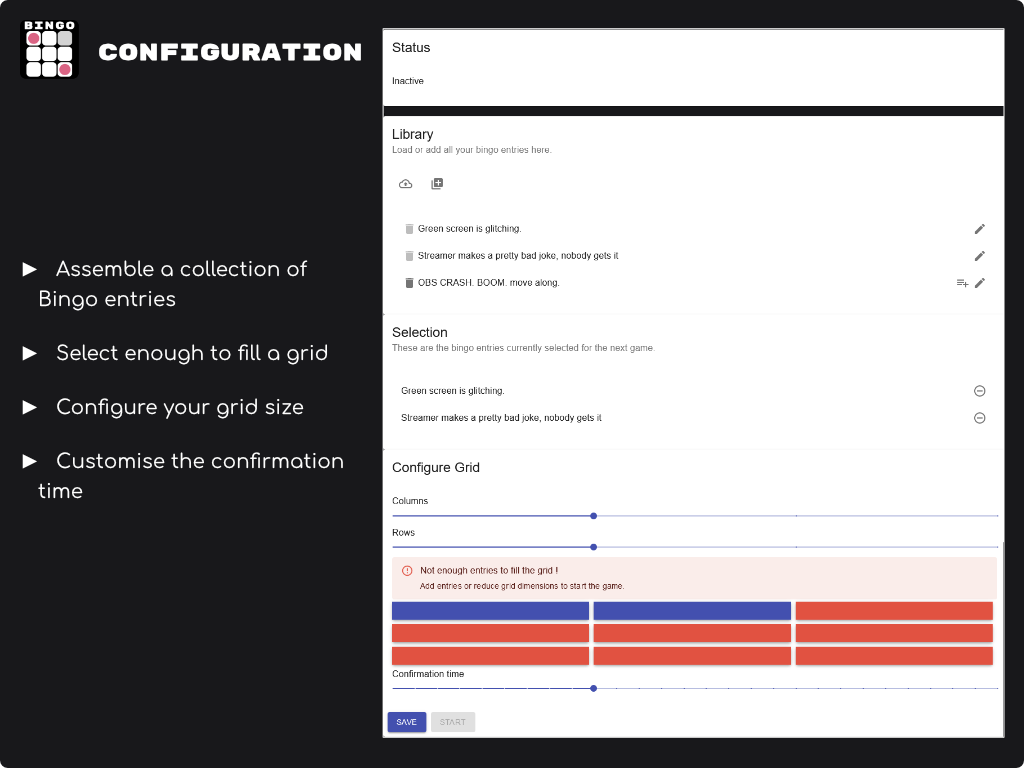 BINGO
CONFIGURATION
► Assemble a collection of
Bingo entries
► Select enough to fill a grid
► Configure your grid size
► Customise the confirmation
time
Status
Inactive
Library
Load or add all your bingo entries here.
Green screen is glitching.
Streamer makes a pretty bad joke, nobody gets it
OBS CRASH. BOOM. move along.
Selection
These are the bingo entries currently selected for the next game.
Green screen is glitching.
Streamer makes a pretty bad joke, nobody gets it
Configure Grid
Columns
Rows
Not enough entries to fill the grid !
Add entries or reduce grid dimensions to start the game.
Confirmation time
SAVE START